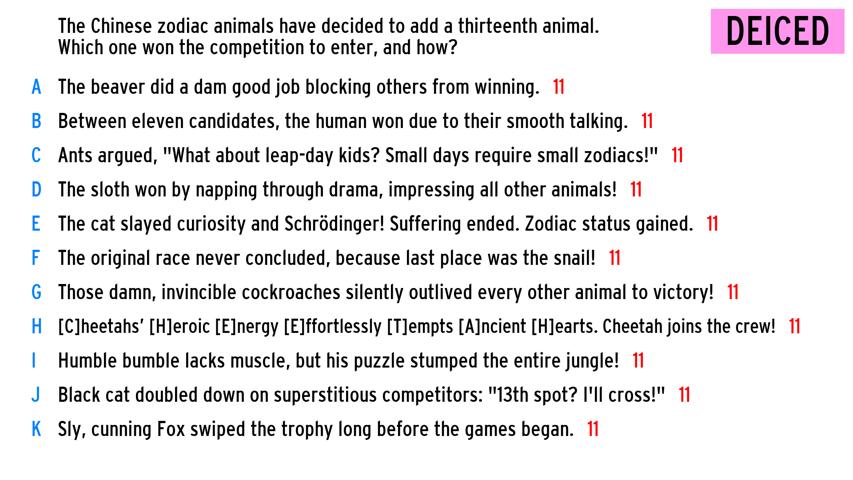 The Chinese zodiac animals have decided to add a thirteenth animal.
Which one won the competition to enter, and how?
DEICED
A The beaver did a dam good job blocking others from winning. 11
B Between eleven candidates, the human won due to their smooth talking. 11
C Ants argued, "What about leap-day kids? Small days require small zodiacs!" 11
D The sloth won by napping through drama, impressing all other animals! 11
E The cat slayed curiosity and Schrödinger! Suffering ended. Zodiac status gained. 11
F The original race never concluded, because last place was the snail! 11
G Those damn, invincible cockroaches silently outlived every other animal to victory! 11
H [C]heetahs' [H]eroic [E]nergy [E]ffortlessly [T]empts [A]ncient [H]earts. Cheetah joins the crew! 11
I Humble bumble lacks muscle, but his puzzle stumped the entire jungle! 11
J Black cat doubled down on superstitious competitors: "13th spot? I'll cross!" 11
K Sly, cunning Fox swiped the trophy long before the games began. 11